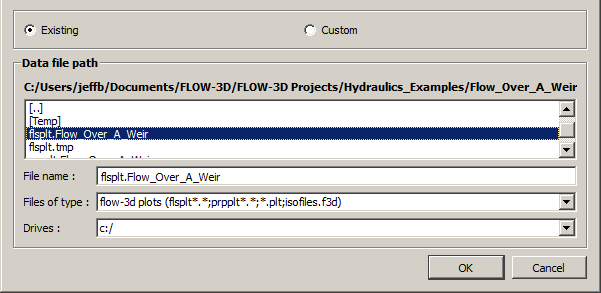 Existing Custom
Data file path
C:/Users/jeffb/Documents/FLOW-3D/FLOW-3D Projects/Hydraulics_Examples/Flow_Over_A_Weir
[..]
[Temp]
flsplt.Flow_Over_A_Weir
flsplt.tmp
File name : flsplt.Flow_Over_A_Weir
Files of type : flow-3d plots (flsplt*.*;prpplt*.*;*.plt;isofiles.f3d)
Drives : c:/
OK Cancel